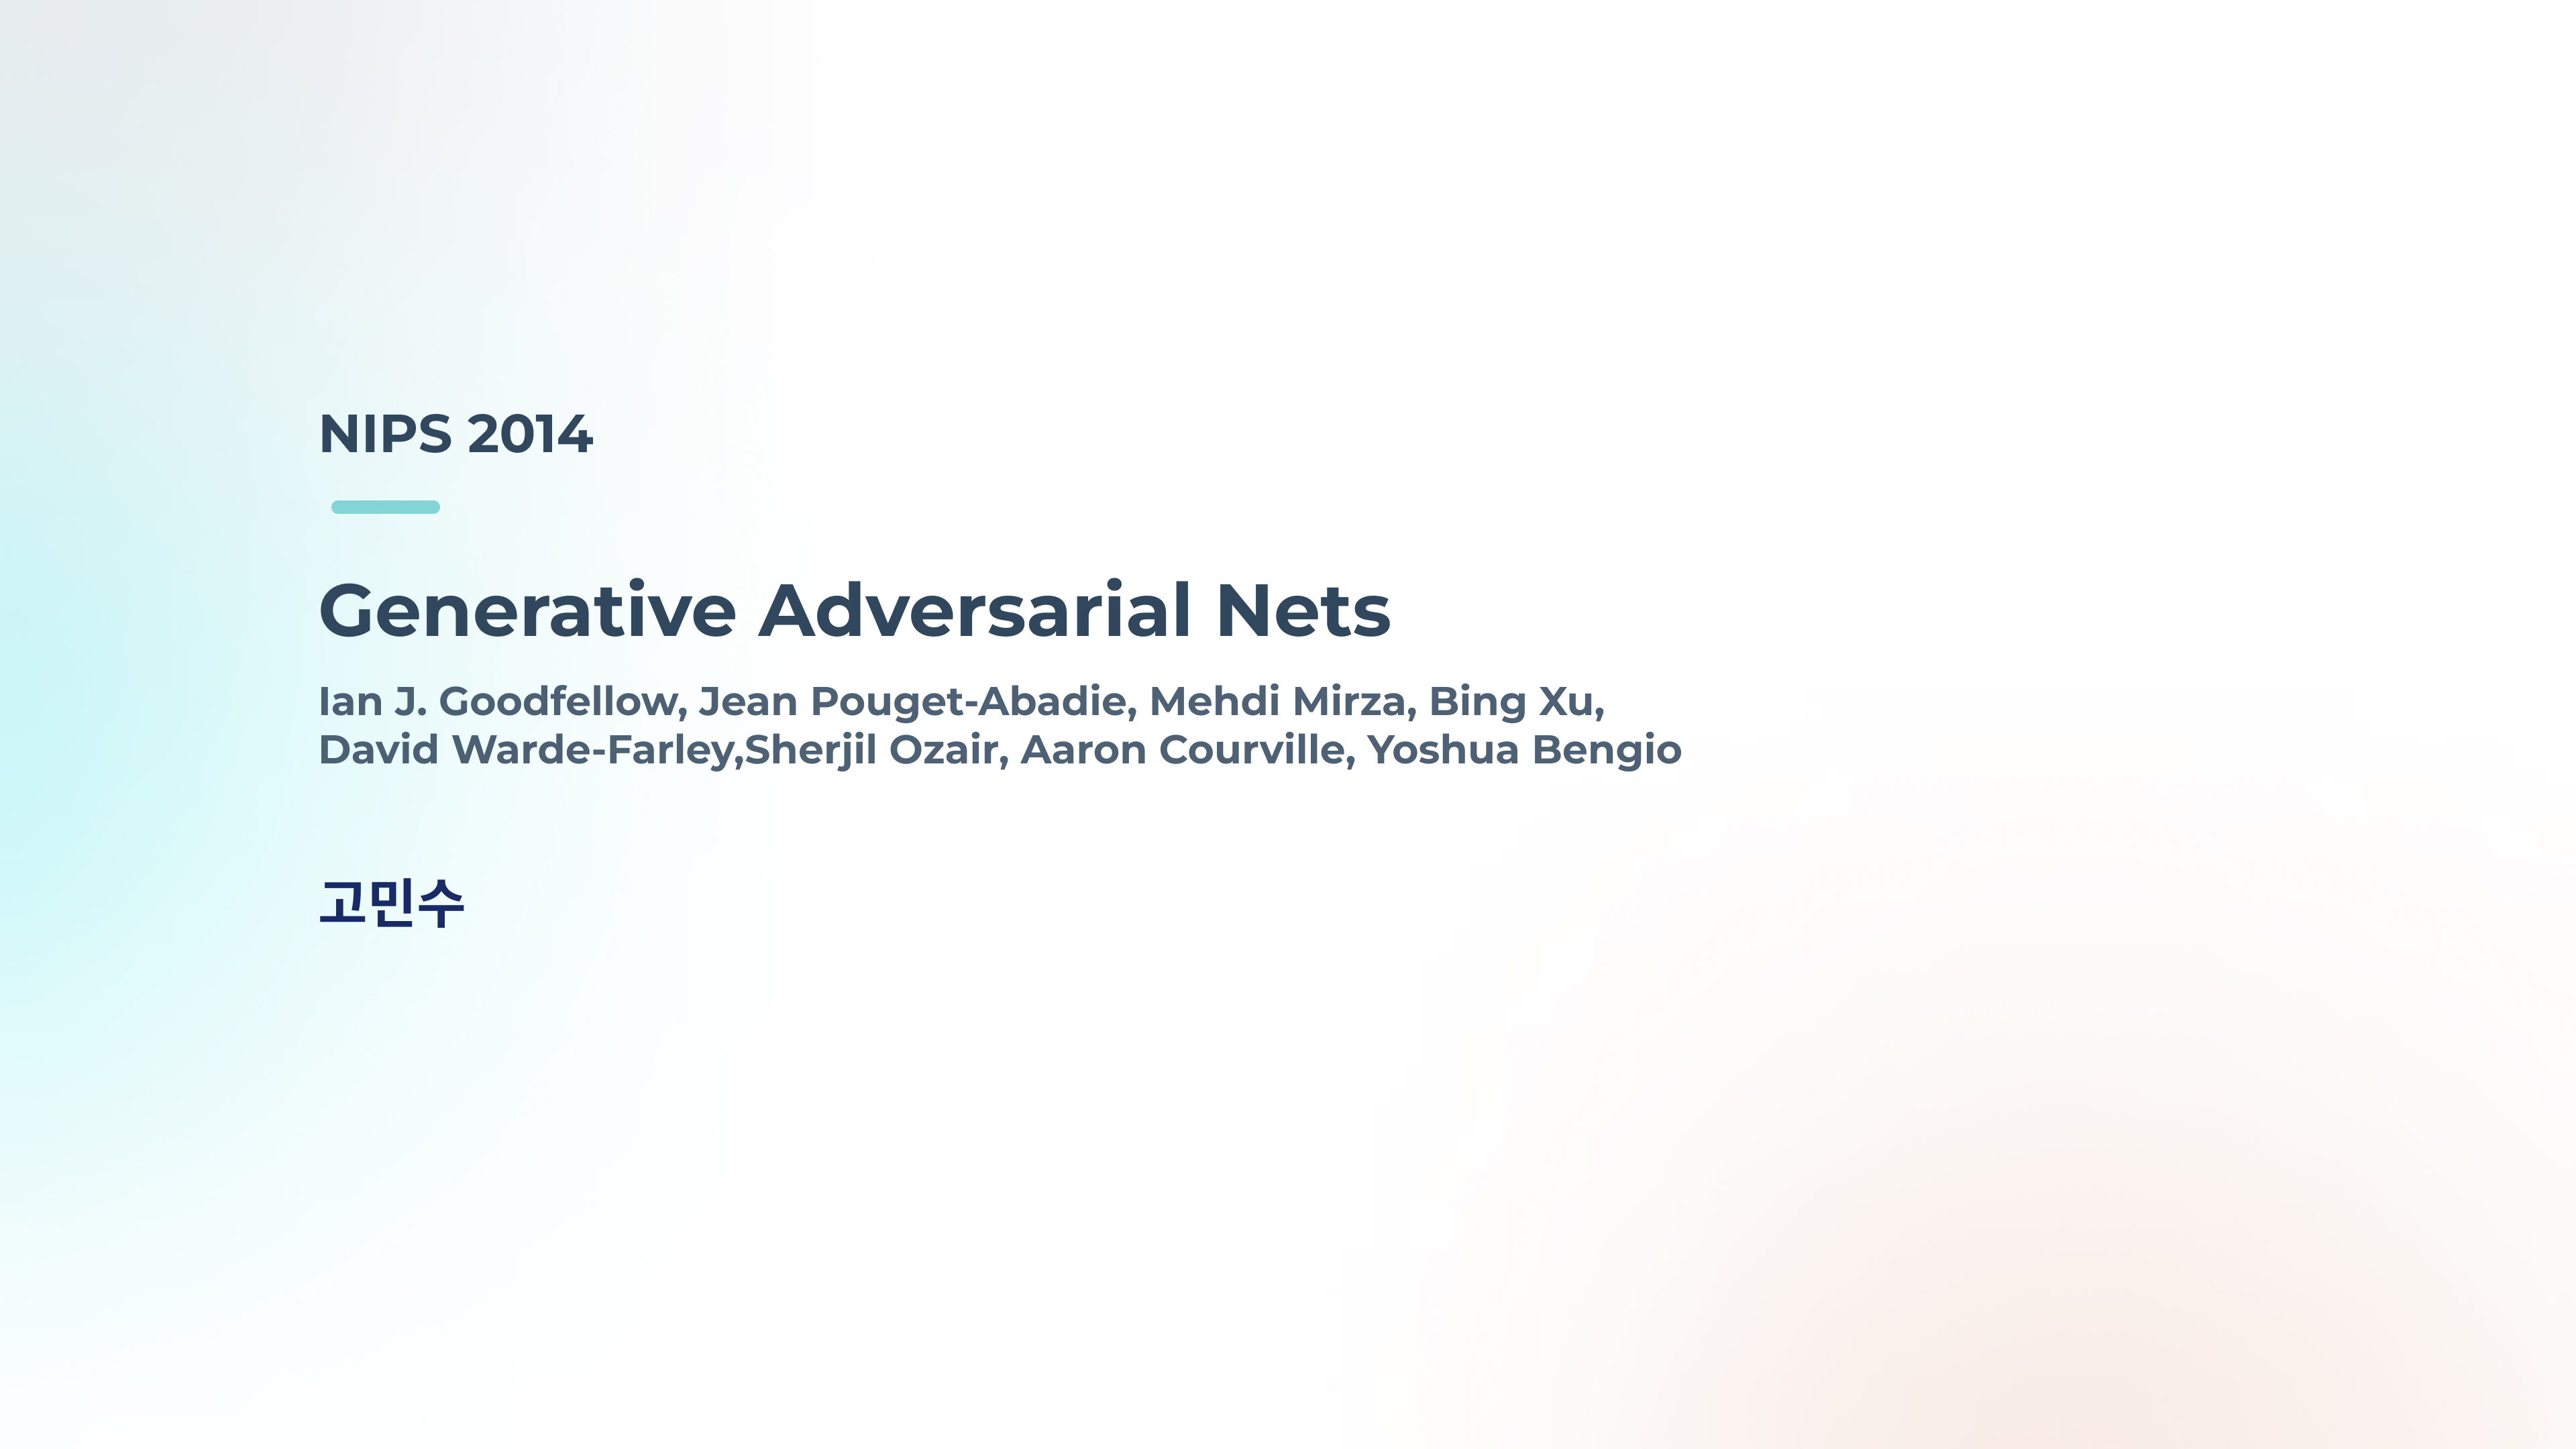 NIPS 2014
Generative Adversarial Nets
Ian J. Goodfellow, Jean Pouget-Abadie, Mehdi Mirza, Bing Xu,
David Warde-Farley,Sherjil Ozair, Aaron Courville, Yoshua Bengio
고민수